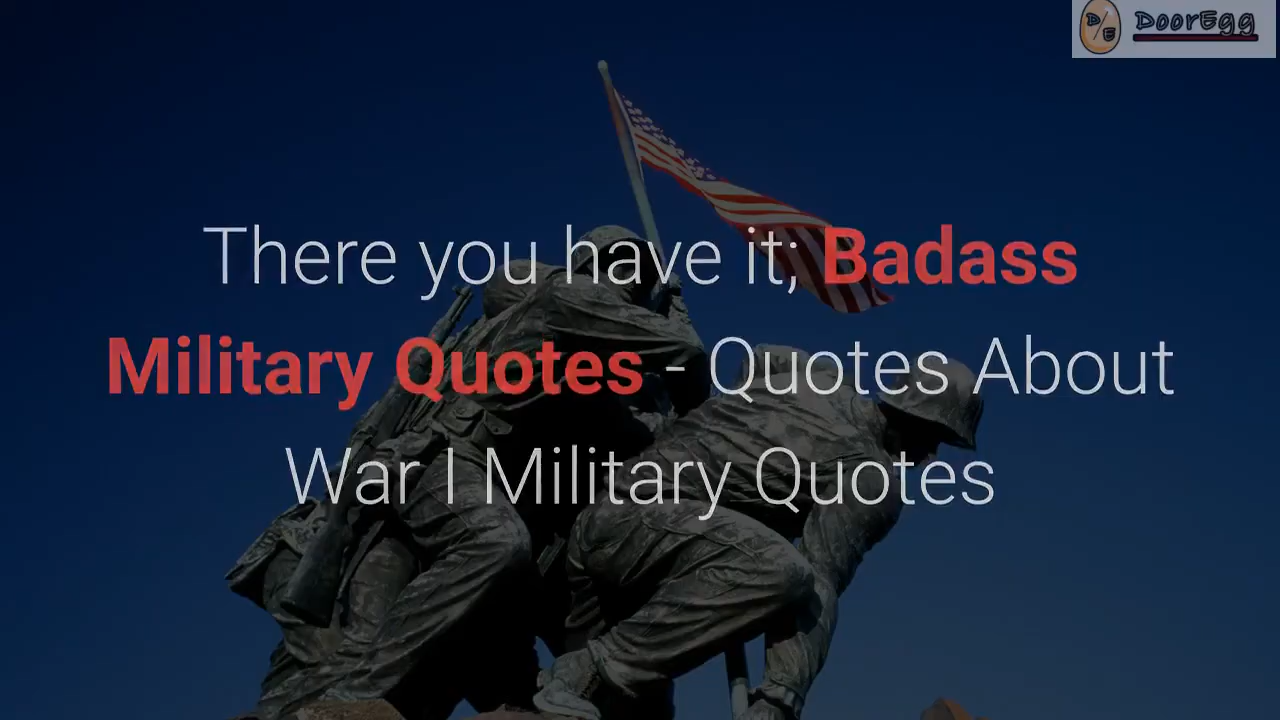 D/E DoorEgg
There you have it; Badass
Military Quotes - Quotes About
War I Military Quotes